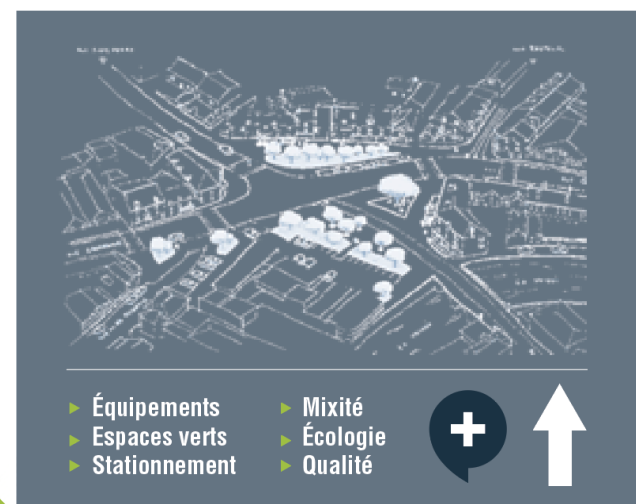 Équipements
Espaces verts
Stationnement
Mixité
Écologie
Qualité